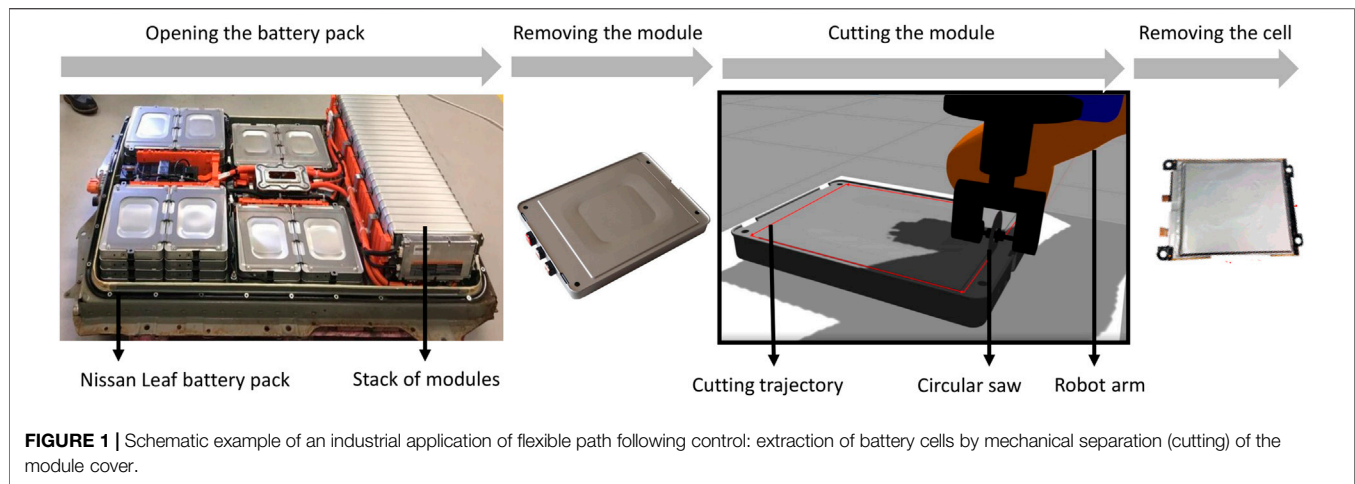 Opening the battery pack
Removing the module
Cutting the module
Removing the cell
Nissan Leaf battery pack
Stack of modules
Cutting trajectory
Circular saw
Robot arm
FIGURE 1 | Schematic example of an industrial application of flexible path following control: extraction of battery cells by mechanical separation (cutting) of the
module cover.